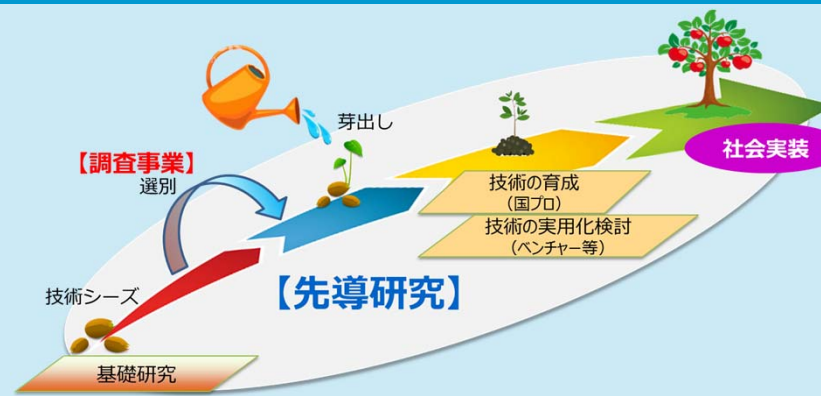 芽出し
【調査事業】
選別
社会実装
技術の育成
(国プロ)
技術の実用化検討
(ベンチャー等)
【先導研究】
技術シーズ
基礎研究